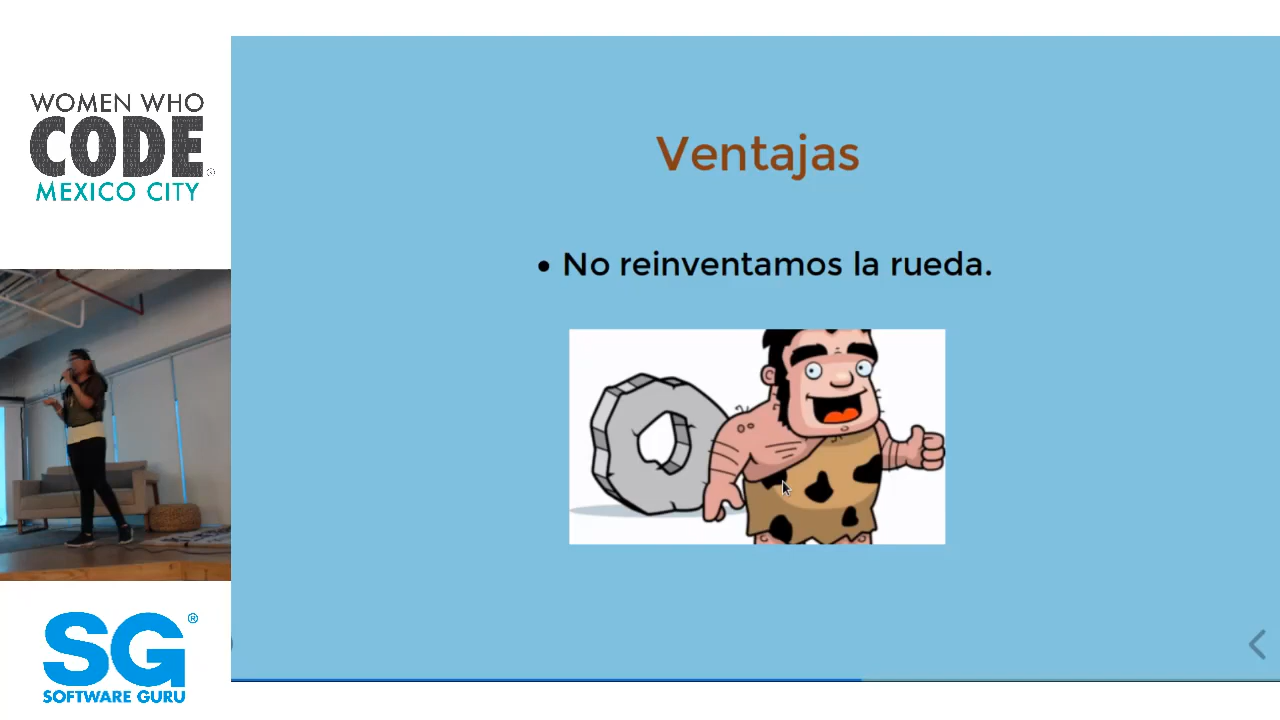 WOMEN WHO
CODE
MEXICO CITY
Ventajas
• No reinventamos la rueda.
SG®
SOFTWARE GURU